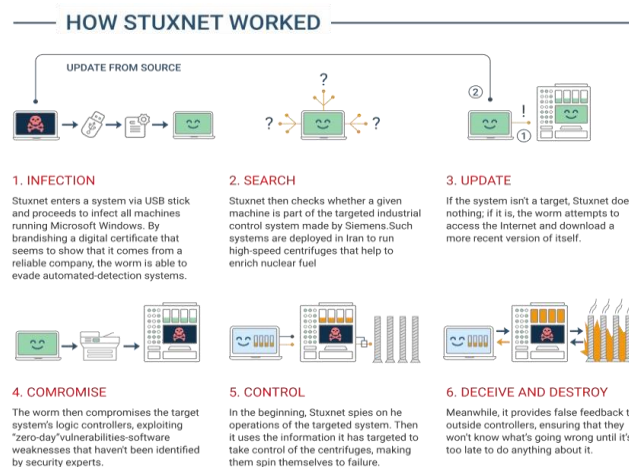 HOW STUXNET WORKED
UPDATE FROM SOURCE
?
?
?
2
!
1
1. INFECTION
Stuxnet enters a system via USB stick
and proceeds to infect all machines
running Microsoft Windows. By
brandishing a digital certificate that
seems to show that it comes from a
reliable company, the worm is able to
evade automated-detection systems.
2. SEARCH
Stuxnet then checks whether a given
machine is part of the targeted industrial
control system made by Siemens.Such
systems are deployed in Iran to run
high-speed centrifuges that help to
enrich nuclear fuel
3. UPDATE
If the system isn't a target, Stuxnet doe
nothing; if it is, the worm attempts to
access the Internet and download a
more recent version of itself.
4. COMROMISE
The worm then compromises the target
system's logic controllers, exploiting
"zero-day"vulnerabilities-software
weaknesses that haven't been identified
by security experts.
5. CONTROL
In the beginning, Stuxnet spies on he
operations of the targeted system. Then
it uses the information it has targeted to
take control of the centrifuges, making
them spin themselves to failure.
6. DECEIVE AND DESTROY
Meanwhile, it provides false feedback t
outside controllers, ensuring that they
won't know what's going wrong until it's
too late to do anything about it.